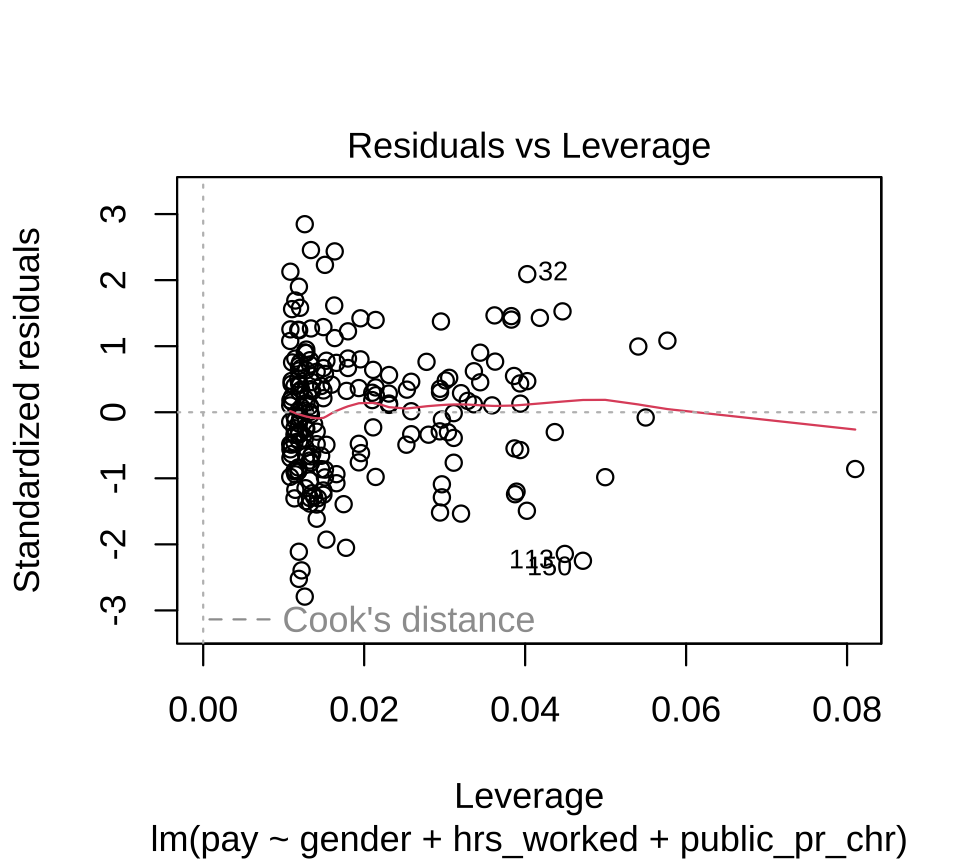 Residuals vs Leverage
Standardized residuals
3
2
1
0
-1
-2
-3
32
113
150
Cook's distance
0.00 0.02 0.04 0.06 0.08
Leverage
lm(pay ~ gender + hrs_worked + public_pr_chr)